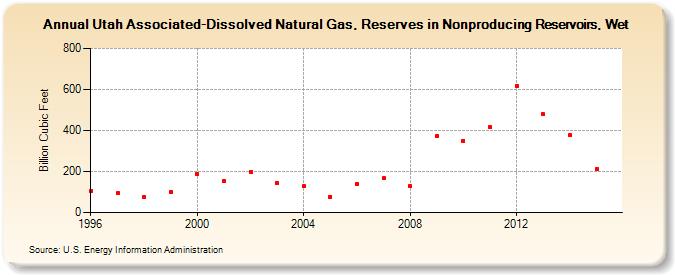 Annual Utah Associated-Dissolved Natural Gas, Reserves in Nonproducing Reservoirs, Wet
Billion Cubic Feet
800
600
400
200
0
1996 2000 2004 2008 2012
Source: U.S. Energy Information Administration